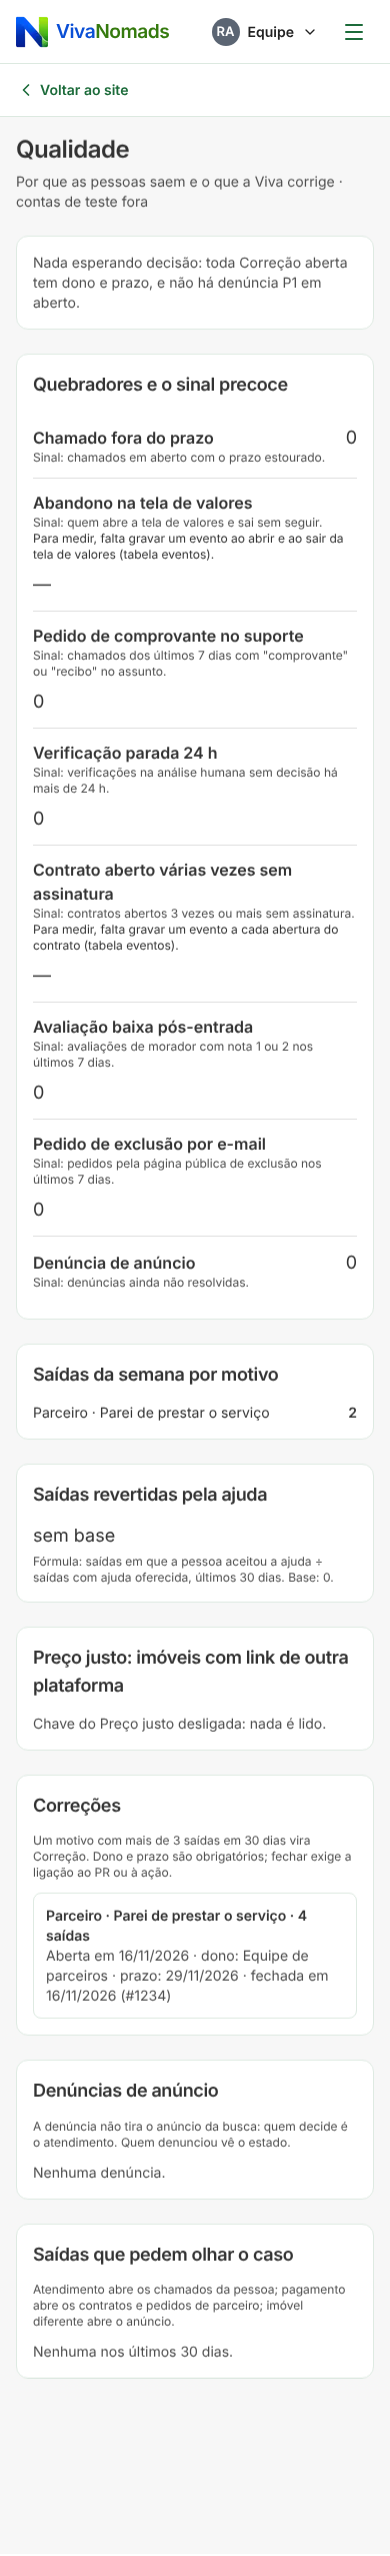 VivaNomads
RA Equipe
Voltar ao site
Qualidade
Por que as pessoas saem e o que a Viva corrige ·
contas de teste fora
Nada esperando decisão: toda Correção aberta
tem dono e prazo, e não há denúncia P1 em
aberto.
Quebradores e o sinal precoce
Chamado fora do prazo 0
Sinal: chamados em aberto com o prazo estourado.
Abandono na tela de valores
Sinal: quem abre a tela de valores e sai sem seguir.
Para medir, falta gravar um evento ao abrir e ao sair da
tela de valores (tabela eventos).
—
Pedido de comprovante no suporte
Sinal: chamados dos últimos 7 dias com "comprovante"
ou "recibo" no assunto.
0
Verificação parada 24 h
Sinal: verificações na análise humana sem decisão há
mais de 24 h.
0
Contrato aberto várias vezes sem
assinatura
Sinal: contratos abertos 3 vezes ou mais sem assinatura.
Para medir, falta gravar um evento a cada abertura do
contrato (tabela eventos).
—
Avaliação baixa pós-entrada
Sinal: avaliações de morador com nota 1 ou 2 nos
últimos 7 dias.
0
Pedido de exclusão por e-mail
Sinal: pedidos pela página pública de exclusão nos
últimos 7 dias.
0
Denúncia de anúncio 0
Sinal: denúncias ainda não resolvidas.
Saídas da semana por motivo
Parceiro · Parei de prestar o serviço 2
Saídas revertidas pela ajuda
sem base
Fórmula: saídas em que a pessoa aceitou a ajuda ÷
saídas com ajuda oferecida, últimos 30 dias. Base: 0.
Preço justo: imóveis com link de outra
plataforma
Chave do Preço justo desligada: nada é lido.
Correções
Um motivo com mais de 3 saídas em 30 dias vira
Correção. Dono e prazo são obrigatórios; fechar exige a
ligação ao PR ou à ação.
Parceiro · Parei de prestar o serviço · 4
saídas
Aberta em 16/11/2026 · dono: Equipe de
parceiros · prazo: 29/11/2026 · fechada em
16/11/2026 (#1234)
Denúncias de anúncio
A denúncia não tira o anúncio da busca: quem decide é
o atendimento. Quem denunciou vê o estado.
Nenhuma denúncia.
Saídas que pedem olhar o caso
Atendimento abre os chamados da pessoa; pagamento
abre os contratos e pedidos de parceiro; imóvel
diferente abre o anúncio.
Nenhuma nos últimos 30 dias.